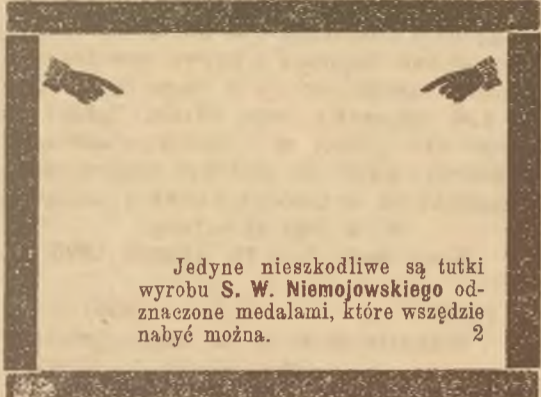 Jedyne nieszkodliwe są tutki
wyrobu S. W. Niemojowskiego od-
znaczone medalami, które wszędzie
nabyć można. 2